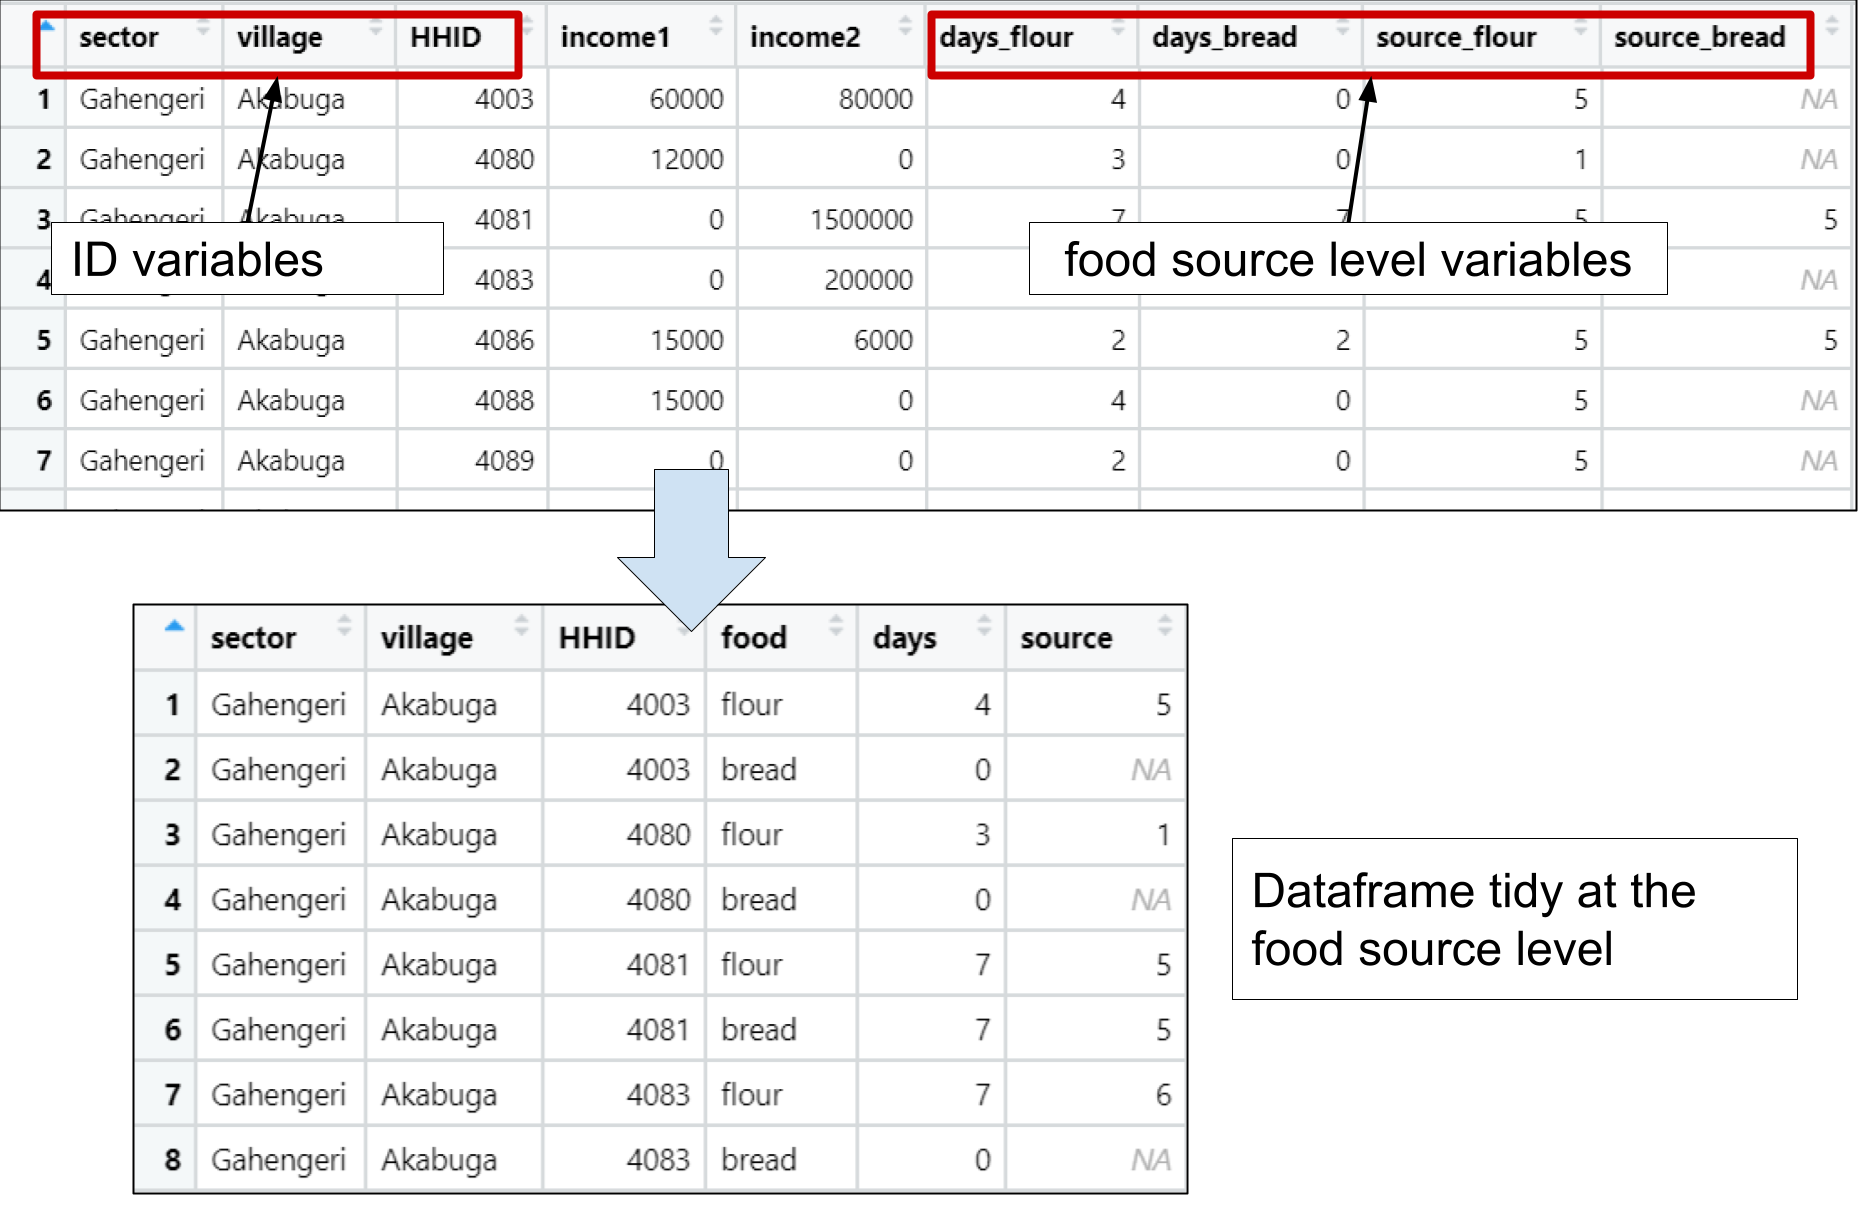 sector village HHID income1 income2 days_flour days_bread source_flour source_bread
1 Gahengeri Akabuga 4003 60000 80000 4 0 5 NA
2 Gahengeri Akabuga 4080 12000 0 3 0 1 NA
3 Gahengeri Akabuga 4081 0 1500000 7 7 5 5
ID variables
food source level variables
4 4083 0 200000 NA
5 Gahengeri Akabuga 4086 15000 6000 2 2 5 5
6 Gahengeri Akabuga 4088 15000 0 4 0 5 NA
7 Gahengeri Akabuga 4089 0 0 2 0 5 NA
sector village HHID food days source
1 Gahengeri Akabuga 4003 flour 4 5
2 Gahengeri Akabuga 4003 bread 0 NA
3 Gahengeri Akabuga 4080 flour 3 1
4 Gahengeri Akabuga 4080 bread 0 NA
5 Gahengeri Akabuga 4081 flour 7 5
6 Gahengeri Akabuga 4081 bread 7 5
7 Gahengeri Akabuga 4083 flour 7 6
8 Gahengeri Akabuga 4083 bread 0 NA
Dataframe tidy at the
food source level